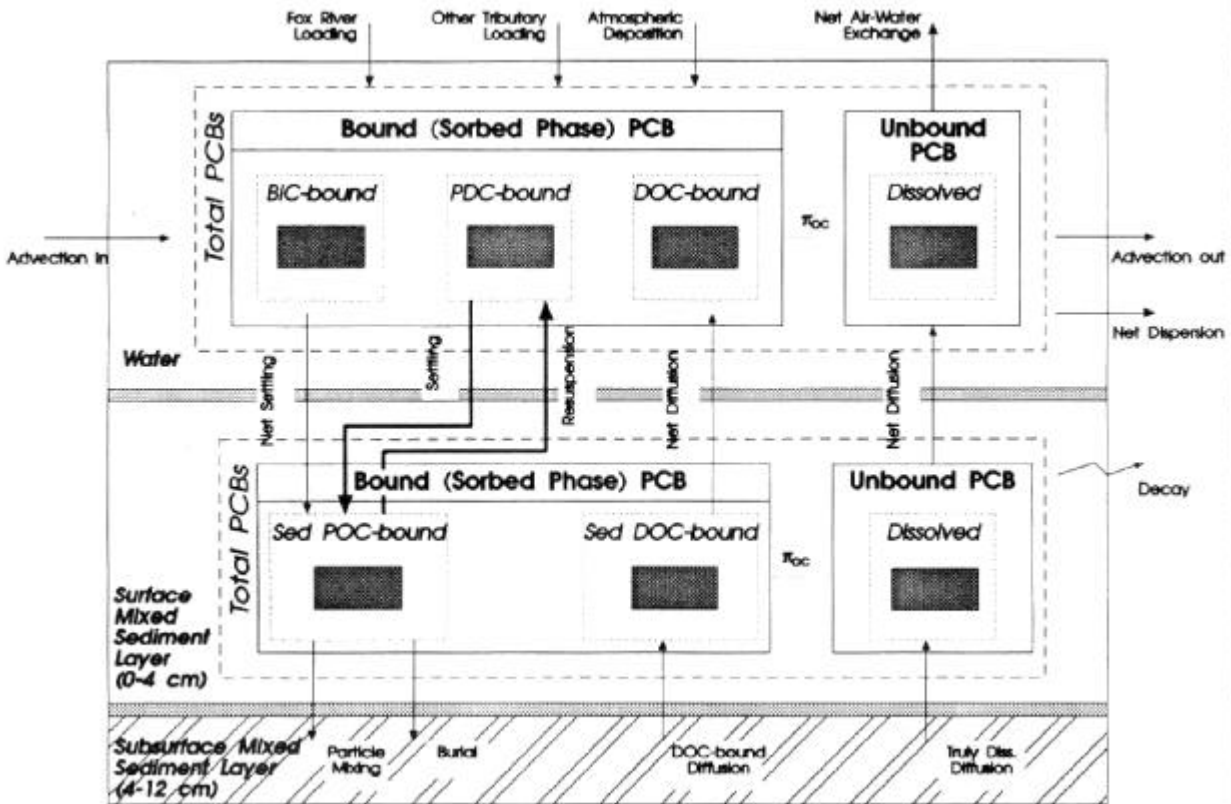 Fox River
Loading
Other Tributary
Loading
Atmospheric
Deposition
Net Air-Water
Exchange
Total PCBs
Bound (Sorbed Phase) PCB
Unbound
PCB
BIC-bound
PDC-bound
DOC-bound
πOC
Dissolved
Advection in
Advection out
Net Dispersion
Water
Net Settling
Settling
Resuspension
Net Diffusion
Net Diffusion
Total PCBs
Bound (Sorbed Phase) PCB
Unbound PCB
Decay
Sed POC-bound
Sed DOC-bound
πOC
Dissolved
Surface
Mixed
Sediment
Layer
(0-4 cm)
Subsurface Mixed
Sediment Layer
(4-12 cm)
Particle
Mixing
Burial
DOC-bound
Diffusion
Truly Diss.
Diffusion